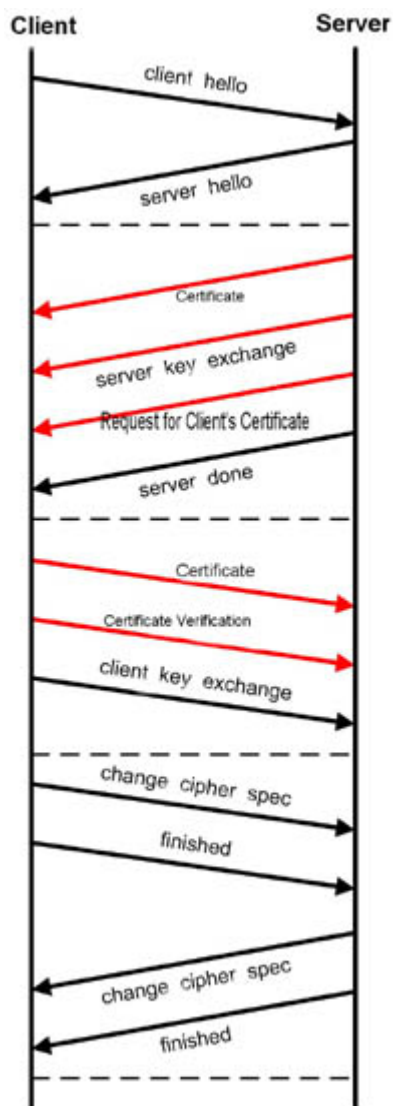 Client
Server
client hello
server hello
Certificate
server key exchange
Request for Client's Certificate
server done
Certificate
Certificate Verification
client key exchange
change cipher spec
finished
change cipher spec
finished